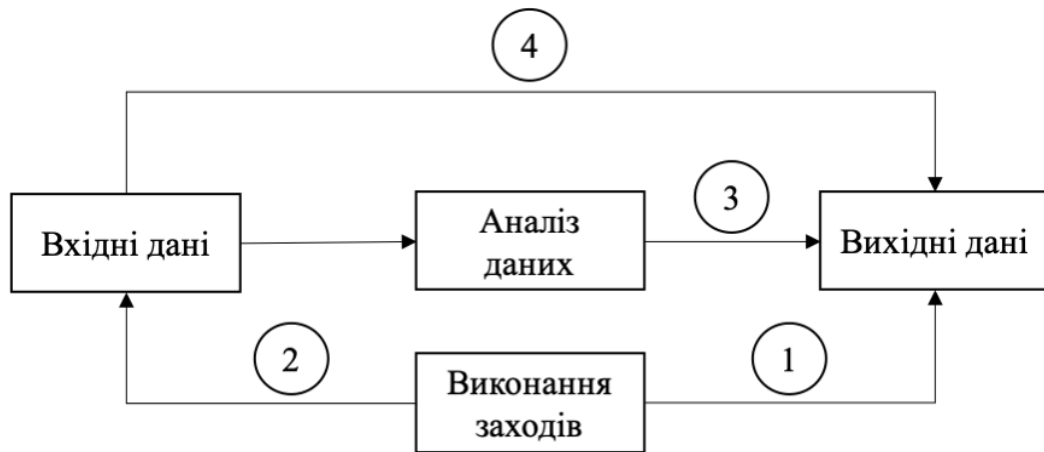 4
Вхідні дані
Аналіз
даних
3
Вихідні дані
2
Виконання
заходів
1